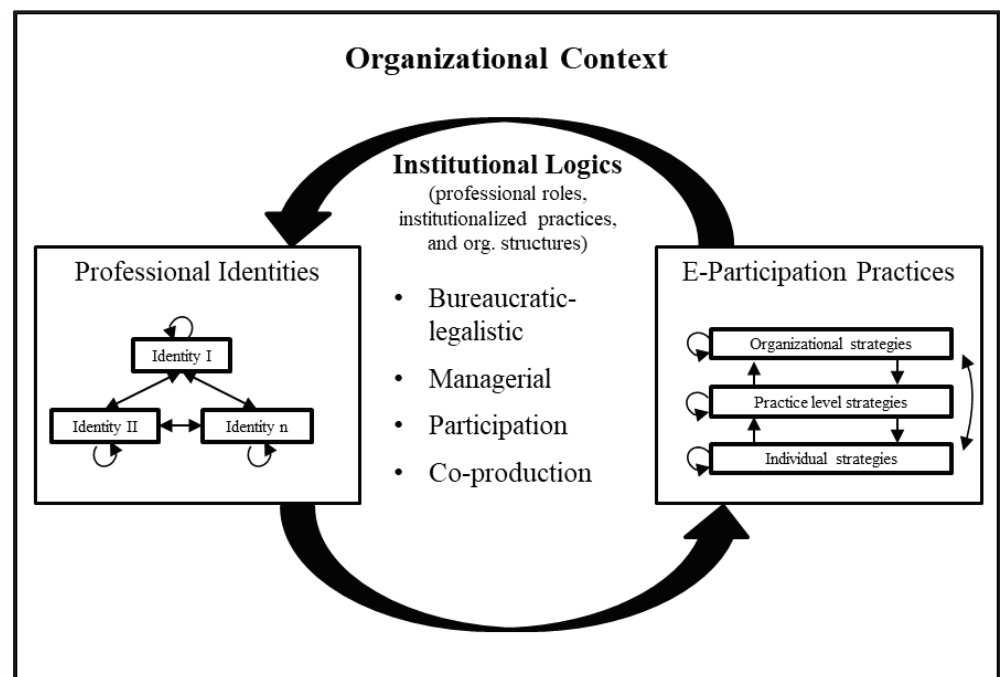 Organizational Context
Institutional Logics
(professional roles,
institutionalized practices,
and org. structures)
• Bureaucratic-
legalistic
• Managerial
• Participation
• Co-production
Professional Identities
Identity I
Identity II
Identity n
E-Participation Practices
Organizational strategies
Practice level strategies
Individual strategies